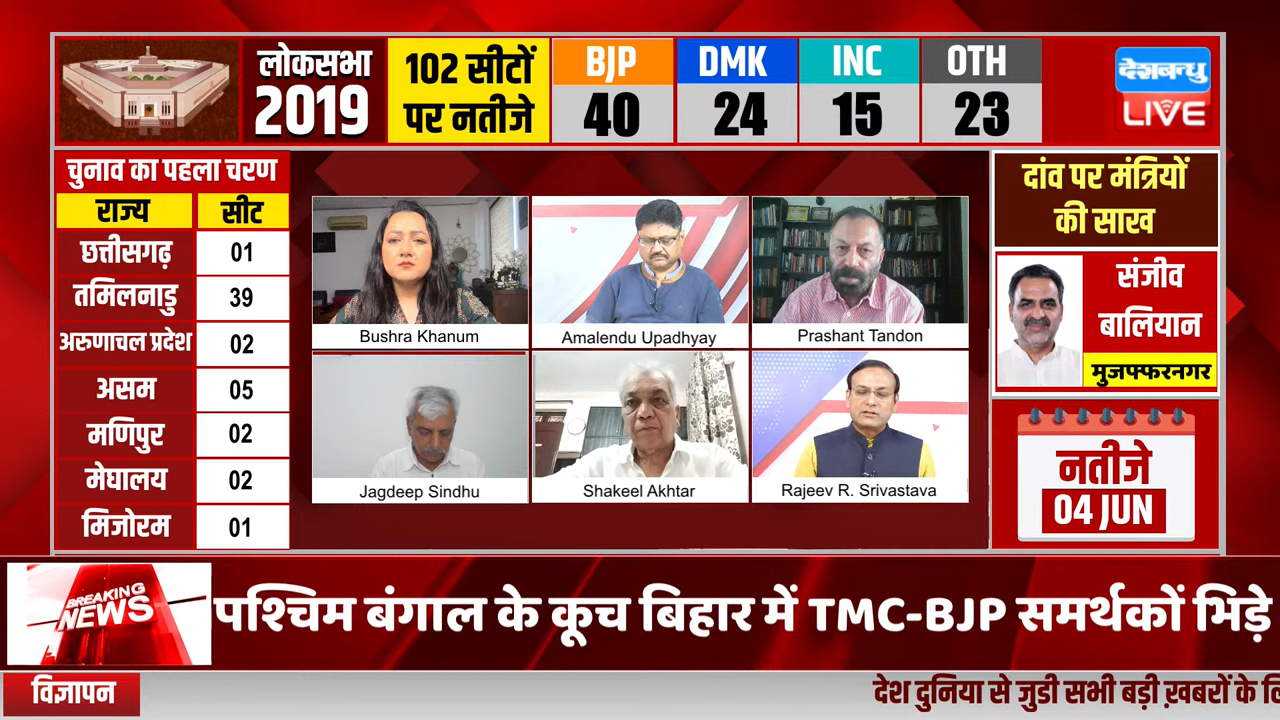 लोकसभा
2019
102 सीटों
पर नतीजे
BJP
40
DMK
24
INC
15
OTH
23
देशबन्धु
LIVE
चुनाव का पहला चरण
राज्य सीट
छत्तीसगढ़ 01
तमिलनाडु 39
अरुणाचल प्रदेश 02
असम 05
मणिपुर 02
मेघालय 02
मिजोरम 01
Bushra Khanum
Amalendu Upadhyay
Prashant Tandon
Jagdeep Sindhu
Shakeel Akhtar
Rajeev R. Srivastava
दांव पर मंत्रियों
की साख
संजीव
बालियान
मुजफ्फरनगर
नतीजे
04 JUN
BREAKING
NEWS
पश्चिम बंगाल के कूच बिहार में TMC-BJP समर्थकों भिड़े
विज्ञापन
देश दुनिया से जुडी सभी बड़ी ख़बरों के